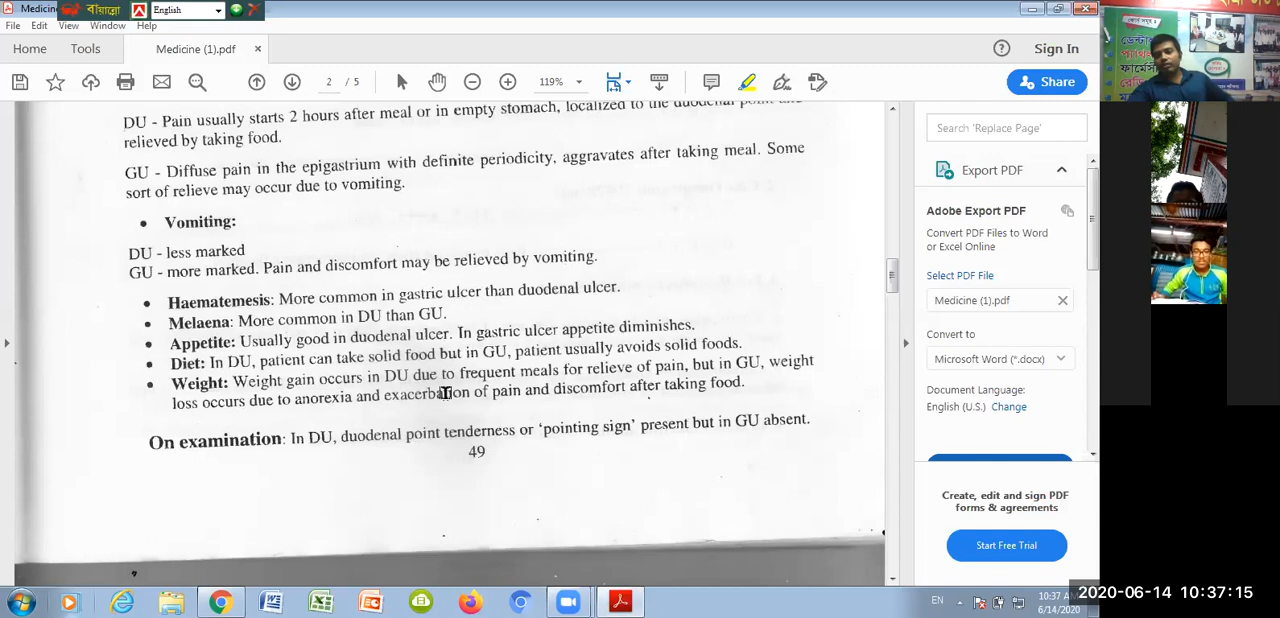 Medicine
বায়ান্নো
English
File Edit View Window Help
Home Tools Medicine (1).pdf × Sign In
2 / 5 119% Share
DU - Pain usually starts 2 hours after meal or in empty stomach, localized to the duodenal point and
relieved by taking food.
GU - Diffuse pain in the epigastrium with definite periodicity, aggravates after taking meal. Some
sort of relieve may occur due to vomiting.
• Vomiting:
DU - less marked
GU - more marked. Pain and discomfort may be relieved by vomiting.
• Haematemesis: More common in gastric ulcer than duodenal ulcer.
• Melaena: More common in DU than GU.
• Appetite: Usually good in duodenal ulcer. In gastric ulcer appetite diminishes.
• Diet: In DU, patient can take solid food but in GU, patient usually avoids solid foods.
• Weight: Weight gain occurs in DU due to frequent meals for relieve of pain, but in GU, weight
loss occurs due to anorexia and exacerbation of pain and discomfort after taking food.
On examination: In DU, duodenal point tenderness or 'pointing sign' present but in GU absent.
49
Search 'Replace Page'
Export PDF
Adobe Export PDF
Convert PDF Files to Word
or Excel Online
Select PDF File
Medicine (1).pdf
Convert to
Microsoft Word (*.docx)
Document Language:
English (U.S.) Change
Create, edit and sign PDF
forms & agreements
Start Free Trial
EN
10:37 AM
6/14/2020
2020-06-14 10:37:15